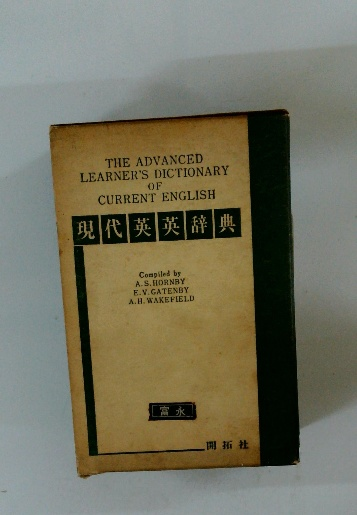 THE ADVANCED
LEARNER'S DICTIONARY
OF
CURRENT ENGLISH
現代英英辞典
Compiled by
A.S.HORNBY
E.V.GATENBY
A.H.WAKEFIELD
富永
開拓社